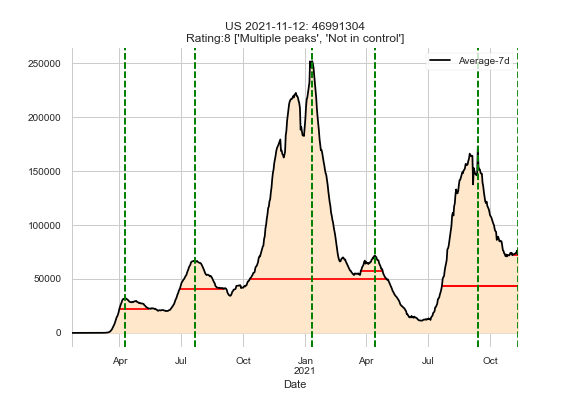 US 2021-11-12: 46991304
Rating:8 ['Multiple peaks', 'Not in control']
Average-7d
250000
200000
150000
100000
50000
0
Apr
Jul
Oct
Jan
2021
Apr
Jul
Oct
Date